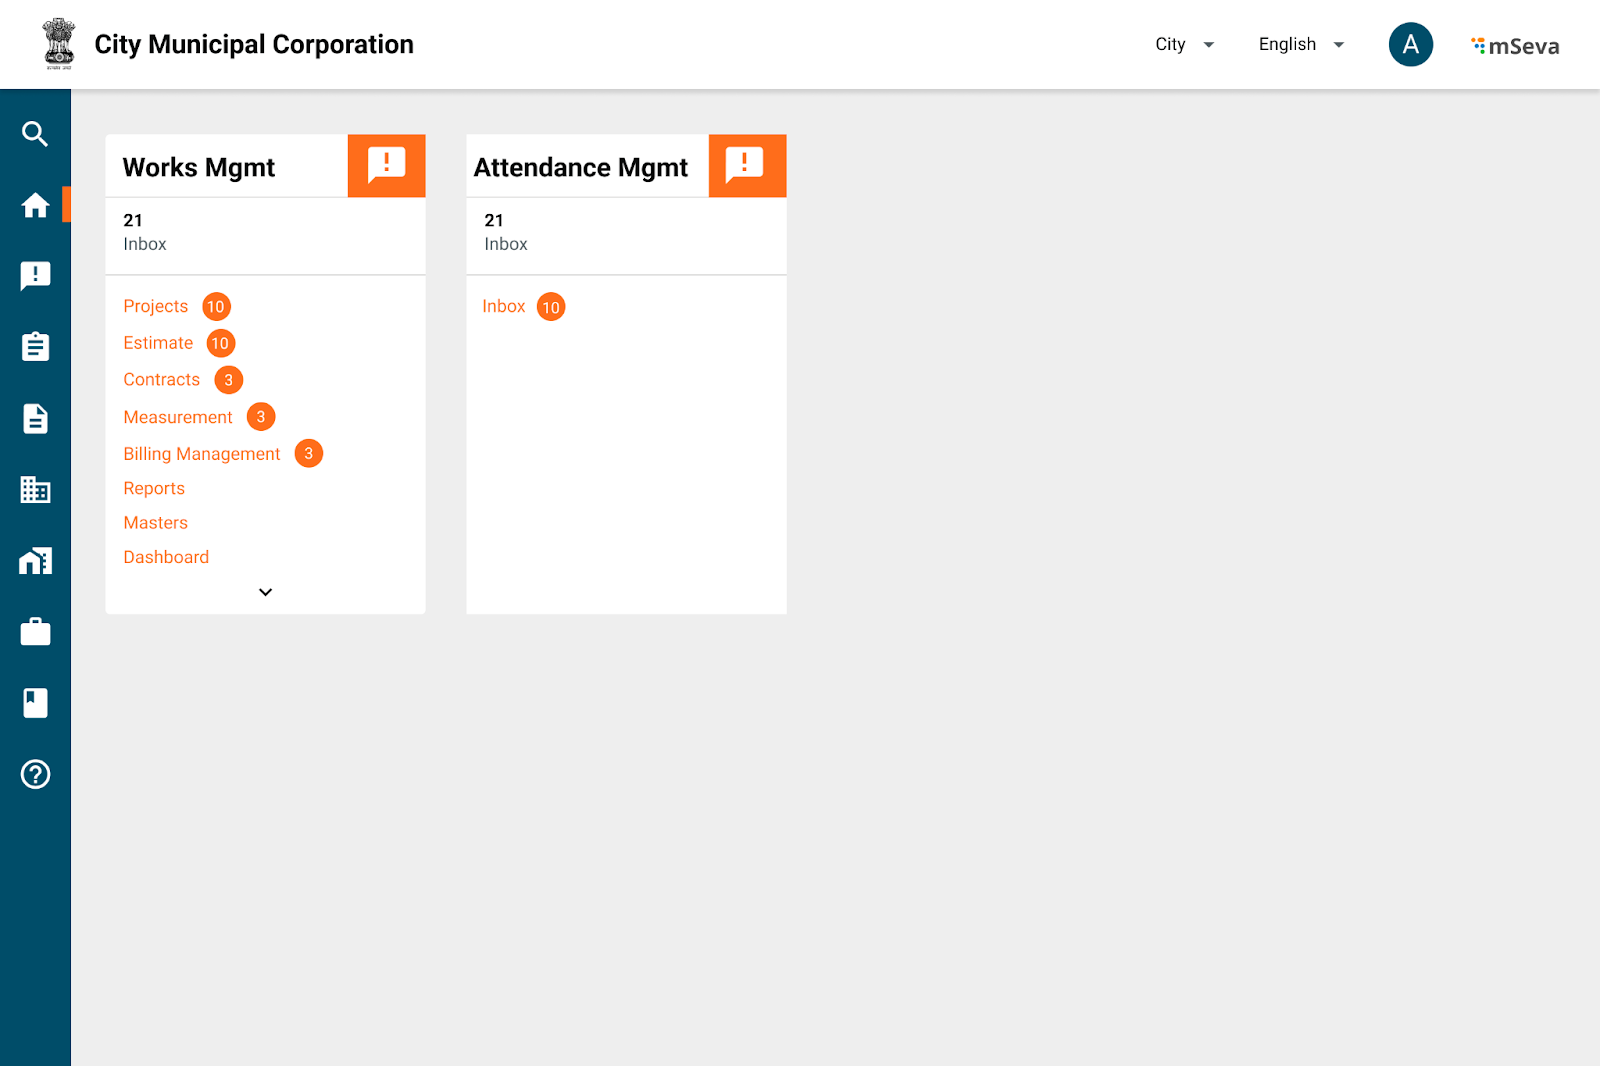 City Municipal Corporation
City
English
A
mSeva
Works Mgmt
21
Inbox
Projects 10
Estimate 10
Contracts 3
Measurement 3
Billing Management 3
Reports
Masters
Dashboard
Attendance Mgmt
21
Inbox
Inbox 10